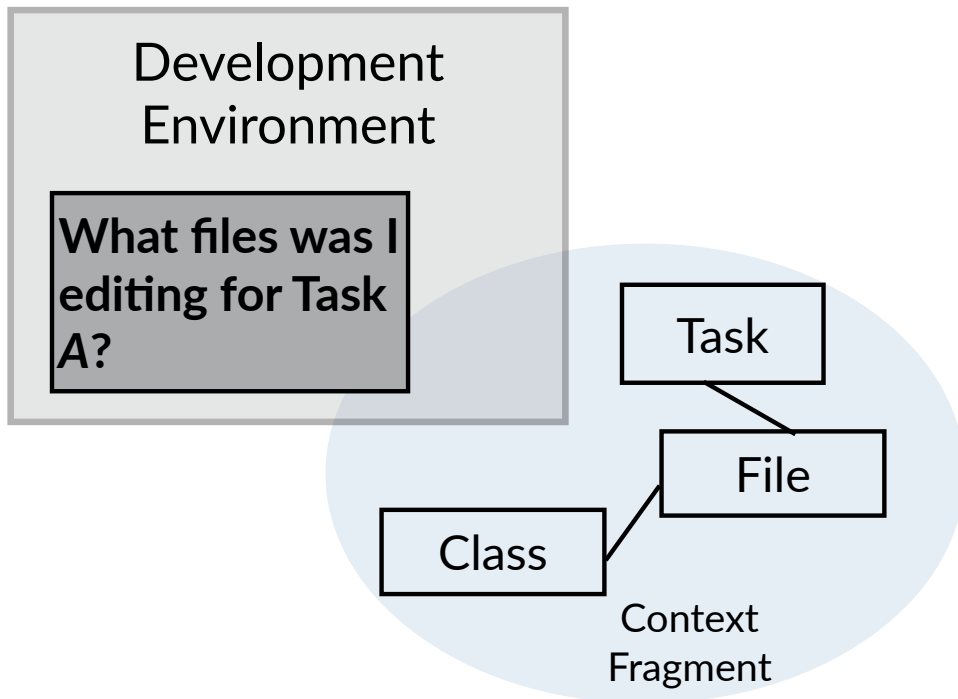 Development
Environment
What files was I
editing for Task
A?
Task
File
Class
Context
Fragment